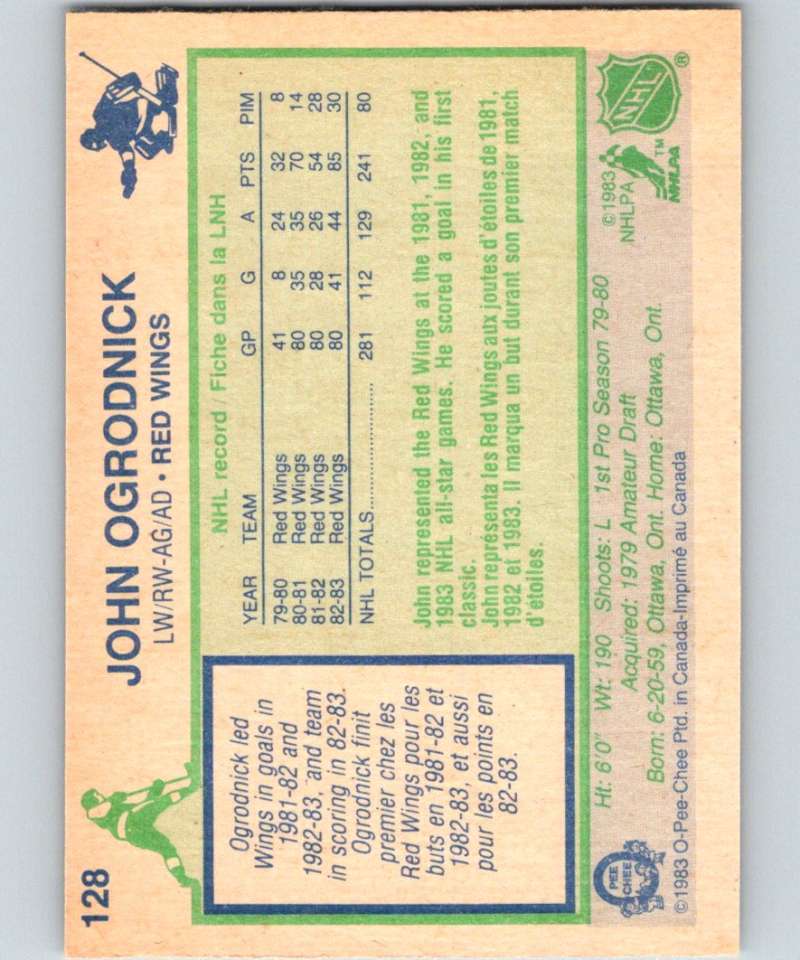 128
JOHN OGRODNICK
LW/RW-AG/AD • RED WINGS
Ogrodnick led
Wings in goals in
1981-82 and
1982-83, and team
in scoring in 82-83.
Ogrodnick finit
premier chez les
Red Wings pour les
buts en 1981-82 et
1982-83, et aussi
pour les points en
82-83.
NHL record / Fiche dans la LNH
YEAR TEAM GP G A PTS PIM
79-80 Red Wings 41 8 24 32 8
80-81 Red Wings 80 35 35 70 14
81-82 Red Wings 80 28 26 54 28
82-83 Red Wings 80 41 44 85 30
NHL TOTALS 281 112 129 241 80
John represented the Red Wings at the 1981, 1982, and
1983 NHL all-star games. He scored a goal in his first
classic.
John représenta les Red Wings aux joutes d'étoiles de 1981,
1982 et 1983. Il marqua un but durant son premier match
d'étoiles.
Ht: 6'0" Wt: 190 Shoots: L 1st Pro Season 79-80
Acquired: 1979 Amateur Draft
Born: 6-20-59, Ottawa, Ont. Home: Ottawa, Ont.
©1983 O-Pee-Chee Ptd. in Canada-Imprimé au Canada
O
PEE
CHEE
©1983
NHLPA
NHLPA
TM
NHL
®